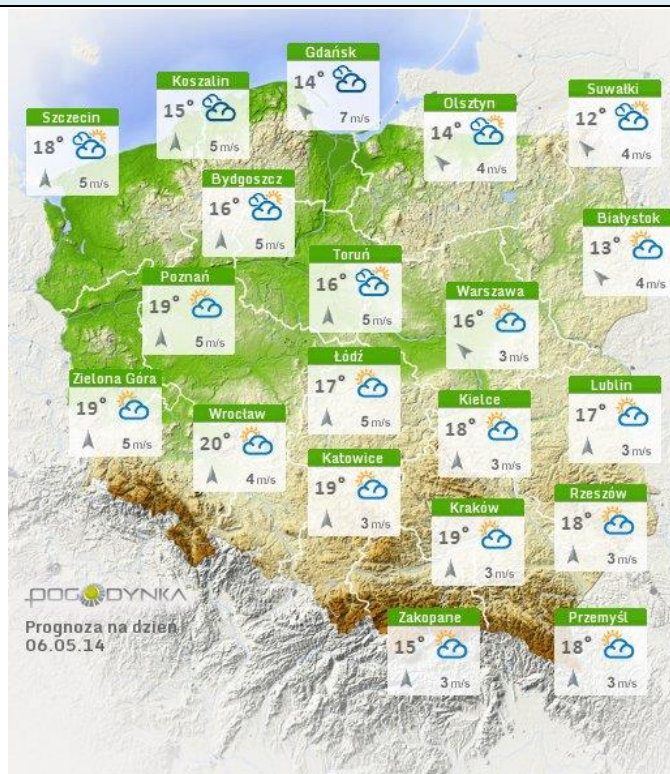 Gdańsk
14°
7 m/s
Koszalin
15°
5 m/s
Suwałki
12°
4 m/s
Olsztyn
14°
4 m/s
Szczecin
18°
5 m/s
Bydgoszcz
16°
5 m/s
Białystok
13°
4 m/s
Toruń
16°
5 m/s
Poznań
19°
5 m/s
Warszawa
16°
3 m/s
Łódź
17°
5 m/s
Zielona Góra
19°
5 m/s
Lublin
17°
3 m/s
Kielce
18°
3 m/s
Wrocław
20°
4 m/s
Katowice
19°
3 m/s
Rzeszów
18°
3 m/s
Kraków
19°
3 m/s
POGODYNKA
Prognoza na dzień
06.05.14
Zakopane
15°
3 m/s
Przemyśl
18°
3 m/s